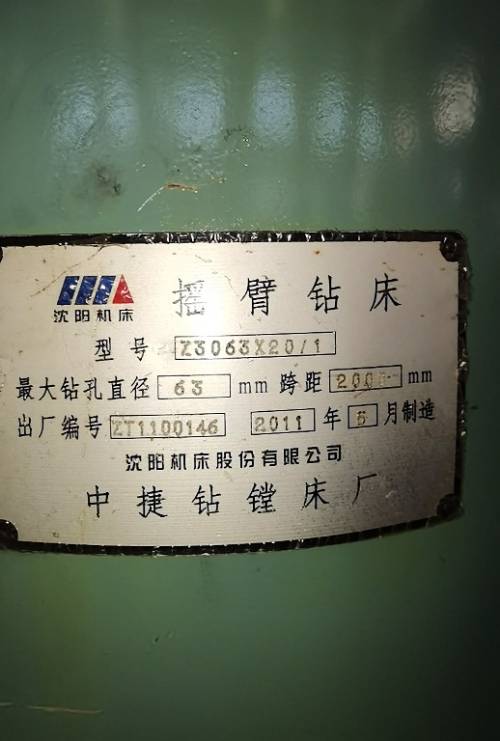 摇臂钻床
沈阳机床
型号 Z3063X20/1
最大钻孔直径 63 mm 跨距 2000 mm
出厂编号 ZT1100146 2011 年 月制造
沈阳机床股份有限公司
中捷钻镗床厂